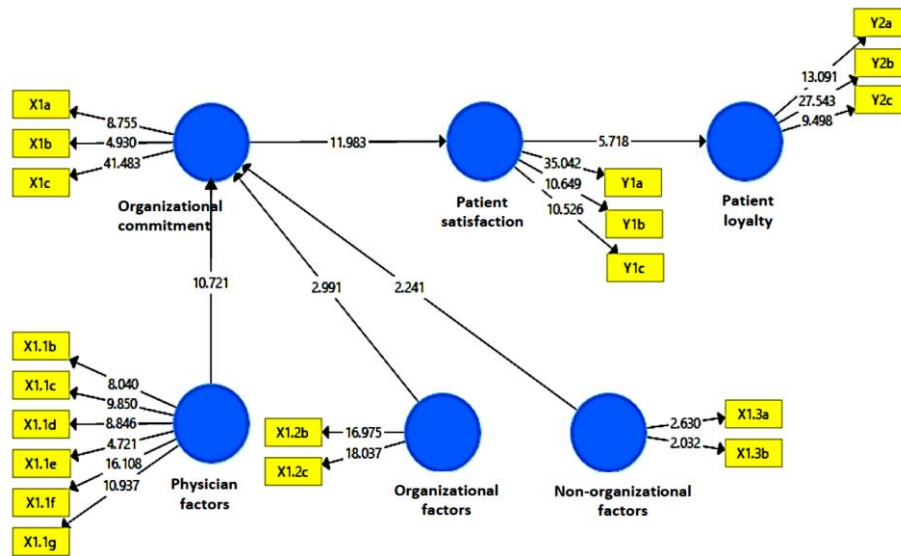 Y2a
13.091
Y2b
27.543
Y2c
9.498
X1a
8.755
X1b
4.930
X1c
41.483
11.983
5.718
35.042
Y1a
10.649
Y1b
10.526
Y1c
Organizational
commitment
Patient
satisfaction
Patient
loyalty
10.721
2.991
2.241
X1.1b
8.040
X1.1c
9.850
X1.1d
8.846
X1.1e
4.721
X1.1f
16.108
X1.1g
10.937
Physician
factors
X1.2b
16.975
X1.2c
18.037
Organizational
factors
2.630
X1.3a
2.032
X1.3b
Non-organizational
factors